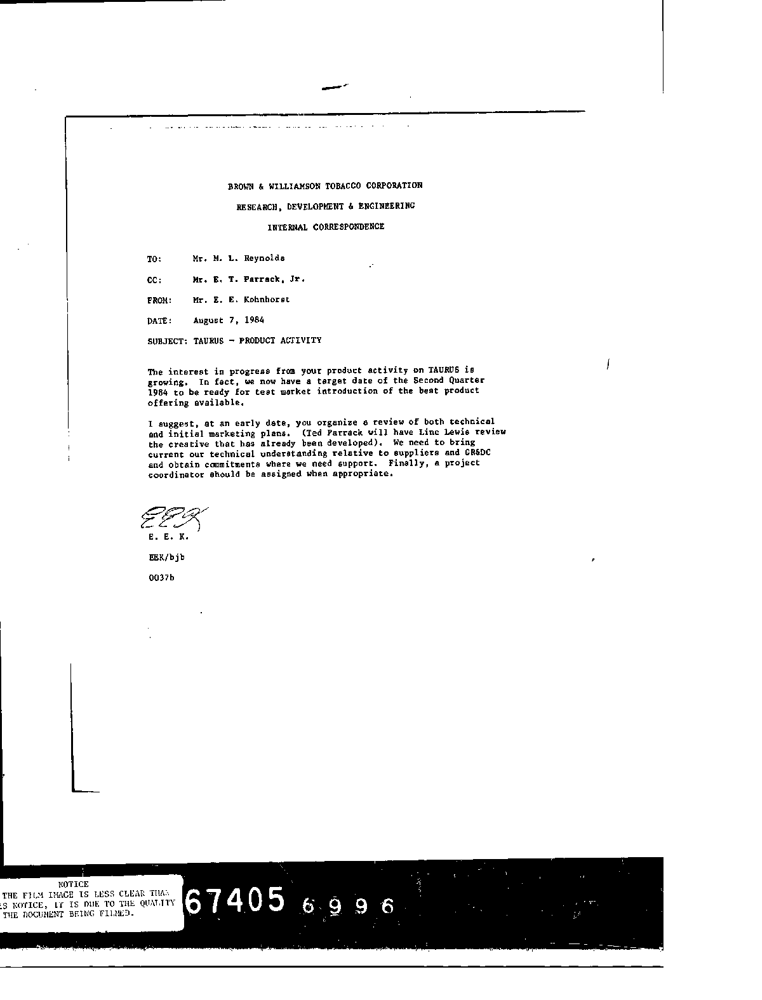 BROWN & WILLIAMSON TOBACCO CORPORATION
RESEARCH, DEVELOPMENT & ENGINEERING
INTERNAL CORRESPONDENCE
TO: Mr. M. L. Reynolds
CC: Mr. E. T. Parrack, Jr.
FROM: Mr. E. E. Kohnhorst
DATE: August 7, 1984
SUBJECT: TAURUS - PRODUCT ACTIVITY
The interest in progress from your product activity on TAURUS is
growing. In fact, we now have a target date of the Second Quarter
1984 to be ready for test market introduction of the best product
offering available.
I suggest, at an early date, you organize a review of both technical
and initial marketing plans. (Ted Parrack will have Linc Lewis review
the creative that has already been developed). We need to bring
current our technical understanding relative to suppliers and GR&DC
and obtain commitments where we need support. Finally, a project
coordinator should be assigned when appropriate.
EEK
E. E. K.
EEK/bjb
0037b
NOTICE
THE FILM IMAGE IS LESS CLEAR THAN
IS NOTICE, IT IS DUE TO THE QUALITY
THE DOCUMENT BEING FILMED.
67405 6996